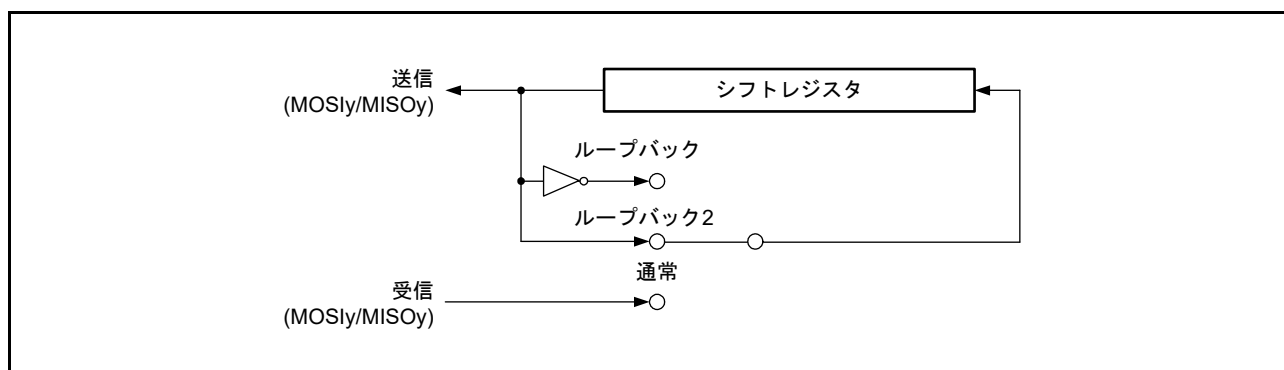 送信
(MOSIy/MISOy)
シフトレジスタ
ループバック
ループバック2
通常
受信
(MOSIy/MISOy)